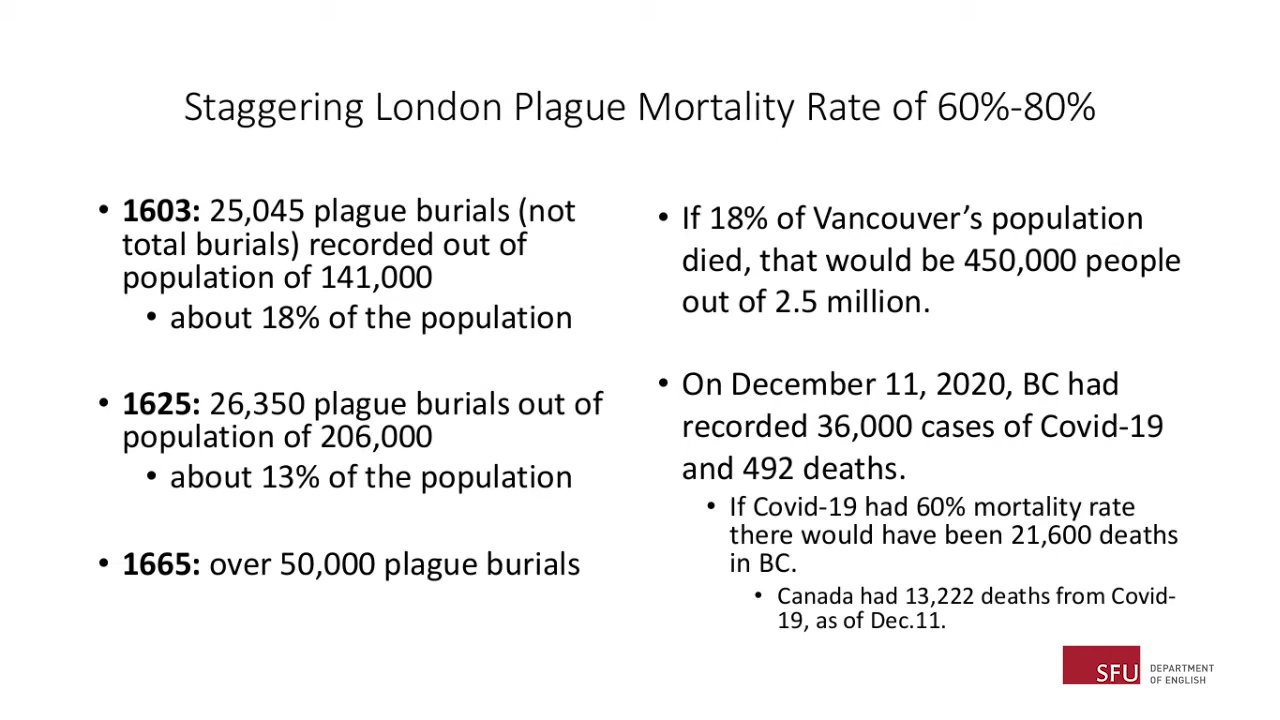 Staggering London Plague Mortality Rate of 60%-80%
• 1603: 25,045 plague burials (not
total burials) recorded out of
population of 141,000
• about 18% of the population
• 1625: 26,350 plague burials out of
population of 206,000
• about 13% of the population
• 1665: over 50,000 plague burials
• If 18% of Vancouver’s population
died, that would be 450,000 people
out of 2.5 million.
• On December 11, 2020, BC had
recorded 36,000 cases of Covid-19
and 492 deaths.
• If Covid-19 had 60% mortality rate
there would have been 21,600 deaths
in BC.
• Canada had 13,222 deaths from Covid-
19, as of Dec.11.
SFU
DEPARTMENT
OF ENGLISH